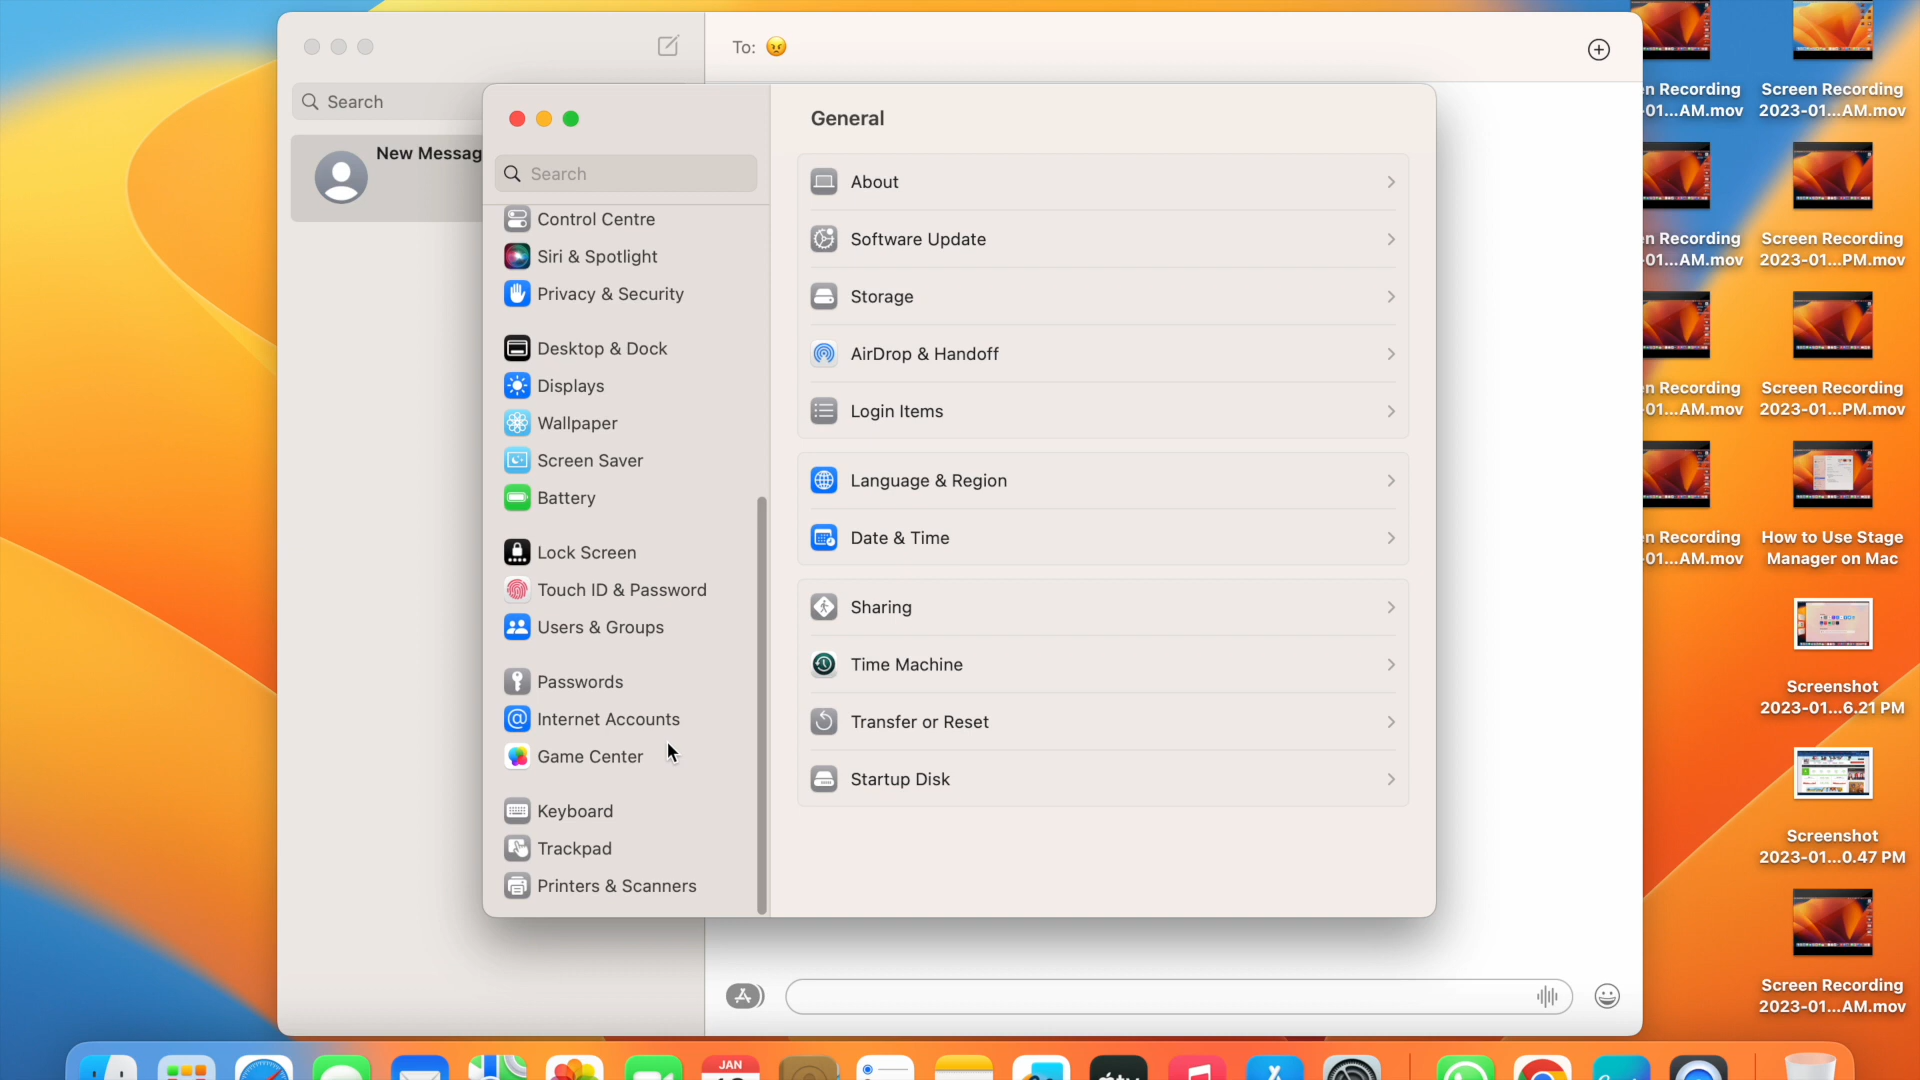 To: 😠
Search
New Messag
General
Search
Control Centre
Siri & Spotlight
Privacy & Security
Desktop & Dock
Displays
Wallpaper
Screen Saver
Battery
Lock Screen
Touch ID & Password
Users & Groups
Passwords
Internet Accounts
Game Center
Keyboard
Trackpad
Printers & Scanners
About
Software Update
Storage
AirDrop & Handoff
Login Items
Language & Region
Date & Time
Sharing
Time Machine
Transfer or Reset
Startup Disk
n Recording
01...AM.mov
Screen Recording
2023-01...AM.mov
n Recording
01...AM.mov
Screen Recording
2023-01...PM.mov
n Recording
01...AM.mov
Screen Recording
2023-01...PM.mov
n Recording
01...AM.mov
How to Use Stage
Manager on Mac
Screenshot
2023-01...6.21 PM
Screenshot
2023-01...0.47 PM
Screen Recording
2023-01...AM.mov
JAN